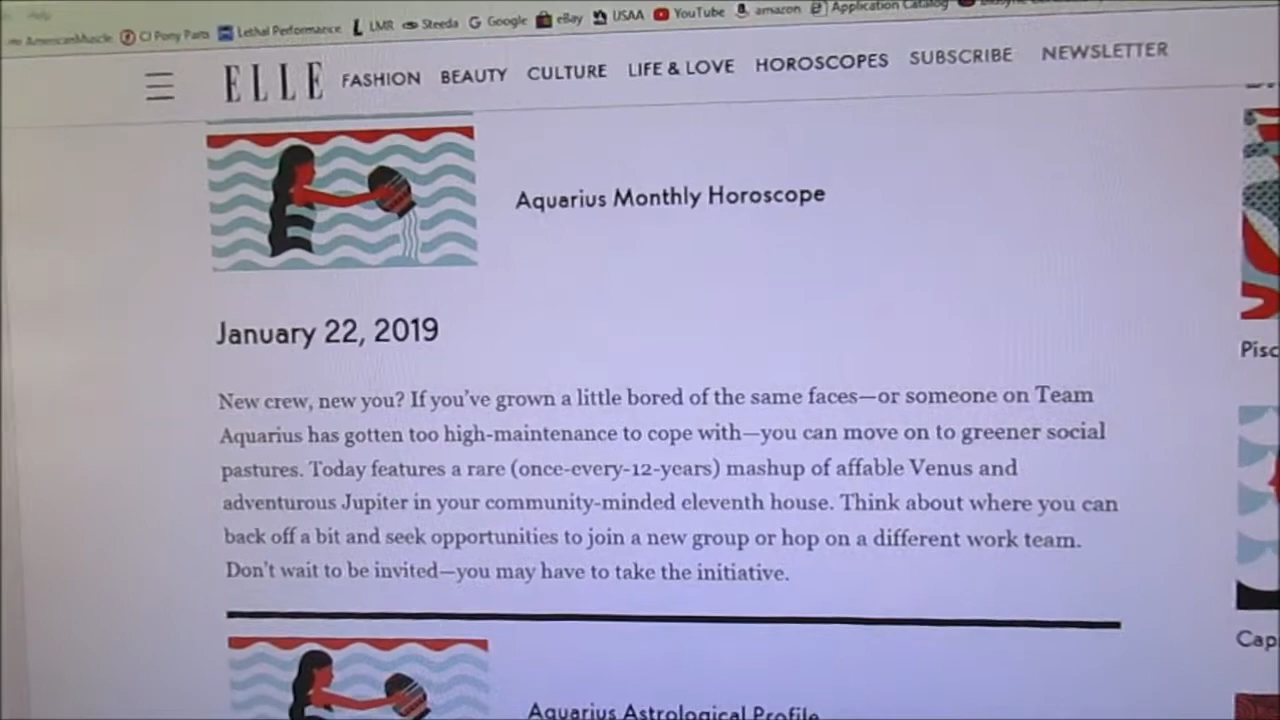 Help
AmericanMuscle CJ Pony Parts Lethal Performance LMR Steeda Google eBay USAA YouTube amazon Application Catalog
ELLE FASHION BEAUTY CULTURE LIFE & LOVE HOROSCOPES SUBSCRIBE NEWSLETTER
Aquarius Monthly Horoscope
January 22, 2019
New crew, new you? If you've grown a little bored of the same faces—or someone on Team
Aquarius has gotten too high-maintenance to cope with—you can move on to greener social
pastures. Today features a rare (once-every-12-years) mashup of affable Venus and
adventurous Jupiter in your community-minded eleventh house. Think about where you can
back off a bit and seek opportunities to join a new group or hop on a different work team.
Don't wait to be invited—you may have to take the initiative.
Pisc
Cap
Aquarius Astrological Profile